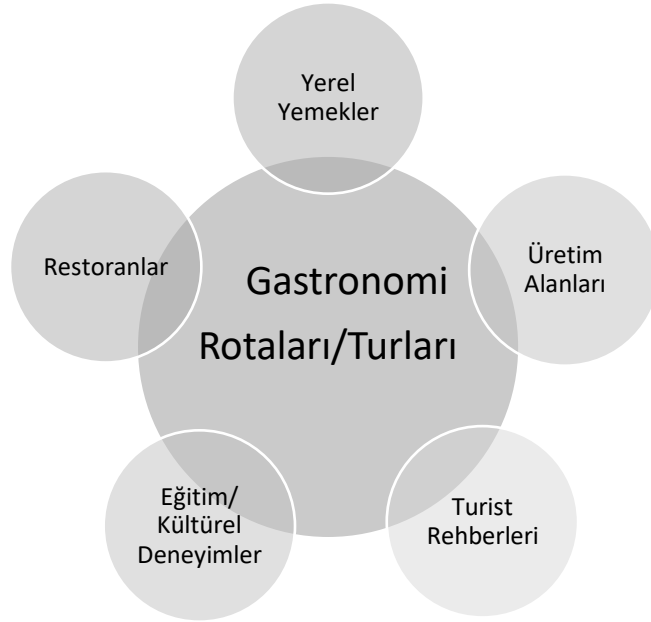 Yerel
Yemekler
Restoranlar
Gastronomi
Rotaları/Turları
Üretim
Alanları
Eğitim/
Kültürel
Deneyimler
Turist
Rehberleri